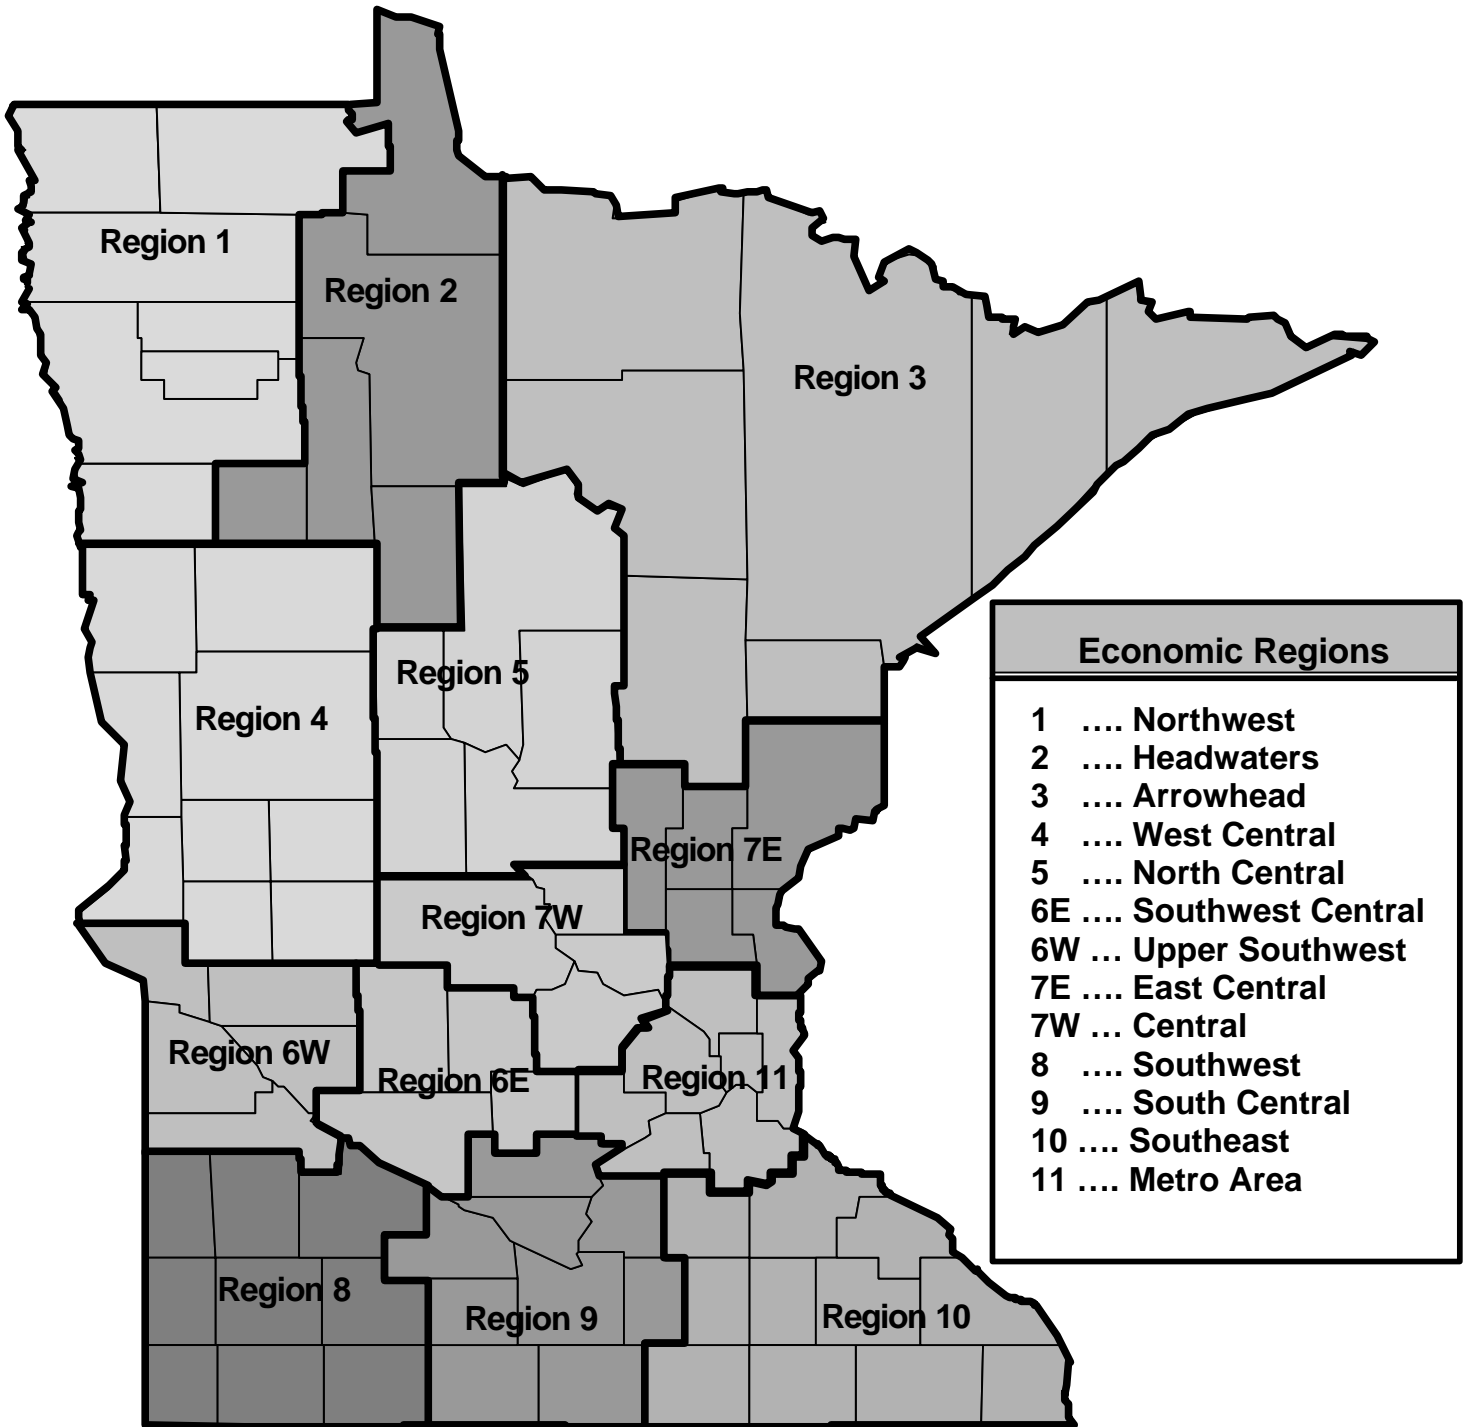 Region 1
Region 2
Region 3
Region 5
Region 4
Region 7E
Region 7W
Region 6W
Region 6E
Region 11
Region 8
Region 9
Region 10
Economic Regions
1 .... Northwest
2 .... Headwaters
3 .... Arrowhead
4 .... West Central
5 .... North Central
6E .... Southwest Central
6W ... Upper Southwest
7E .... East Central
7W ... Central
8 .... Southwest
9 .... South Central
10 .... Southeast
11 .... Metro Area